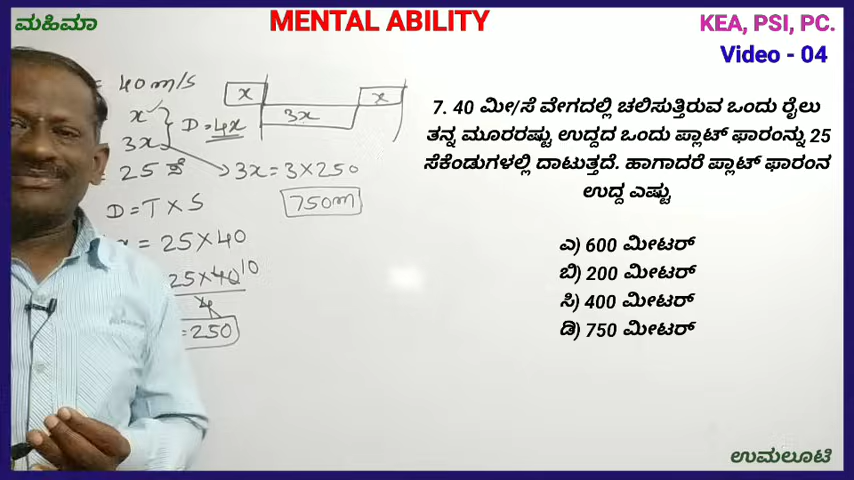 ಮಹಿಮಾ
MENTAL ABILITY
KEA, PSI, PC.
Video - 04
= 40 m/s
x
3x
D = 4x
25 ಸೆ
x
3x
x
3x = 3 X 250
750m
D = T X S
= 25 X 40
25 X 40 10
4
= 250
7. 40 ಮೀ/ಸೆ ವೇಗದಲ್ಲಿ ಚಲಿಸುತ್ತಿರುವ ಒಂದು ರೈಲು
ತನ್ನ ಮೂರರಷ್ಟು ಉದ್ದದ ಒಂದು ಪ್ಲಾಟ್ ಫಾರಂನ್ನು 25
ಸೆಕೆಂಡುಗಳಲ್ಲಿ ದಾಟುತ್ತದೆ. ಹಾಗಾದರೆ ಪ್ಲಾಟ್ ಫಾರಂನ
ಉದ್ದ ಎಷ್ಟು
ಎ) 600 ಮೀಟರ್
ಬಿ) 200 ಮೀಟರ್
ಸಿ) 400 ಮೀಟರ್
ಡಿ) 750 ಮೀಟರ್
ಉಮಲೂಟಿ